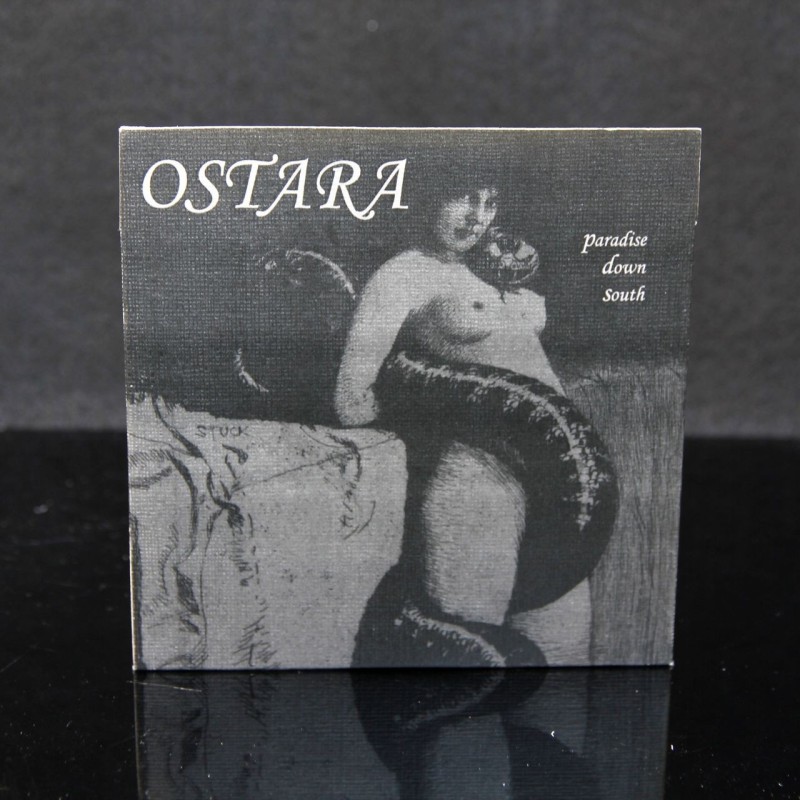 OSTARA
paradise
down
south
STUCK